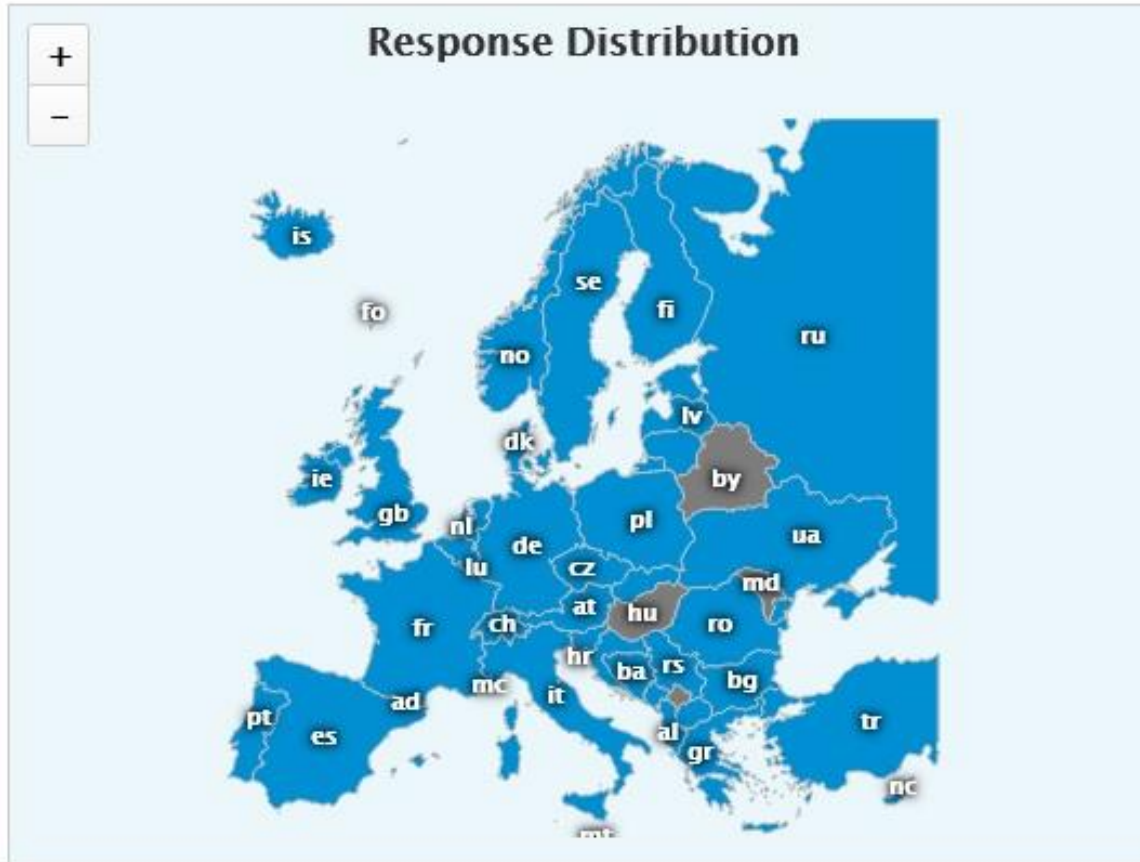 Response Distribution
+
−
is
fo
se
fi
no
ru
lv
dk
ie
by
gb
nl
pl
de
ua
lu
cz
md
at
hu
fr
ch
ro
hr
ba
rs
mc
bg
ad
it
pt
es
al
tr
gr
nc
mt